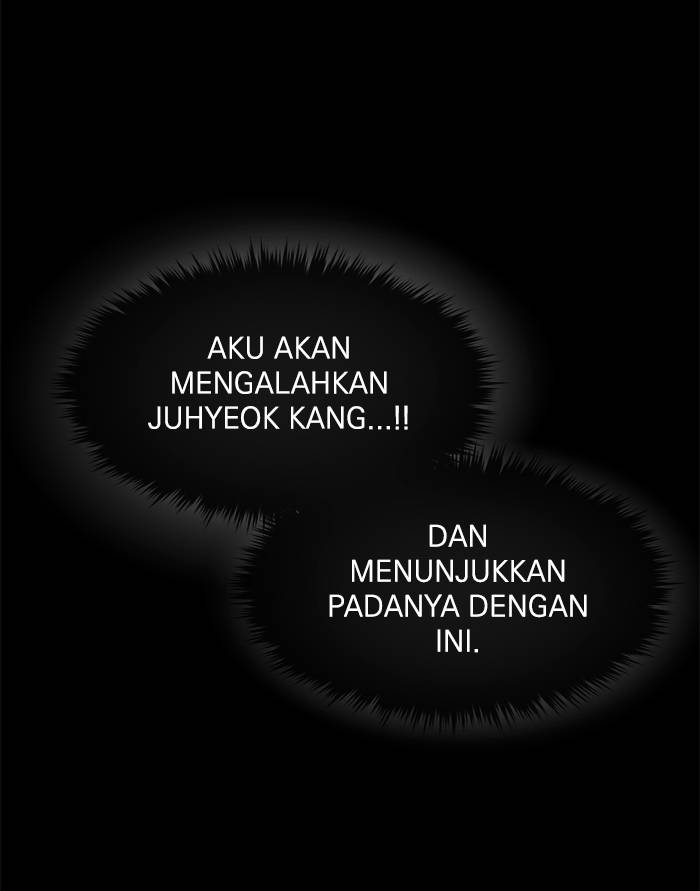 AKU AKAN
MENGALAHKAN
JUHYEOK KANG...!!
DAN
MENUNJUKKAN
PADANYA DENGAN
INI.